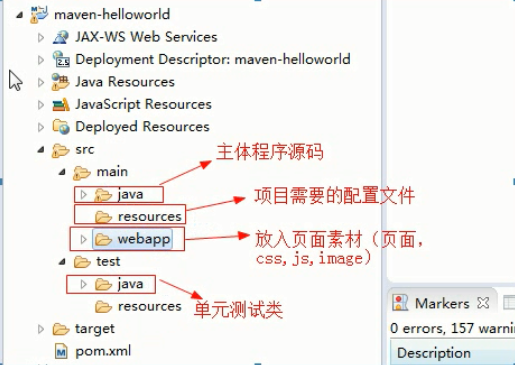 maven-helloworld
JAX-WS Web Services
Deployment Descriptor: maven-helloworld
Java Resources
JavaScript Resources
Deployed Resources
src
主体程序源码
main
java
项目需要的配置文件
resources
webapp
放入页面素材（页面，
css,js,image）
test
java
单元测试类
resources
target
pom.xml
Markers
0 errors, 157 warnin
Description